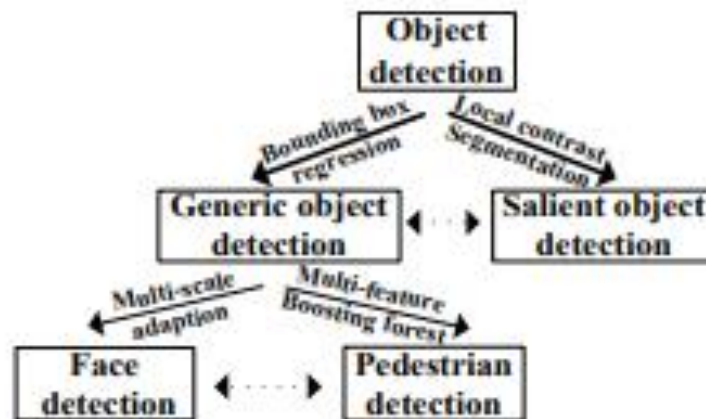 Object
detection
Bounding box
regression
Local contrast
Segmentation
Generic object
detection
Salient object
detection
Multi-scale
adaption
Multi-feature
Boosting forest
Face
detection
Pedestrian
detection